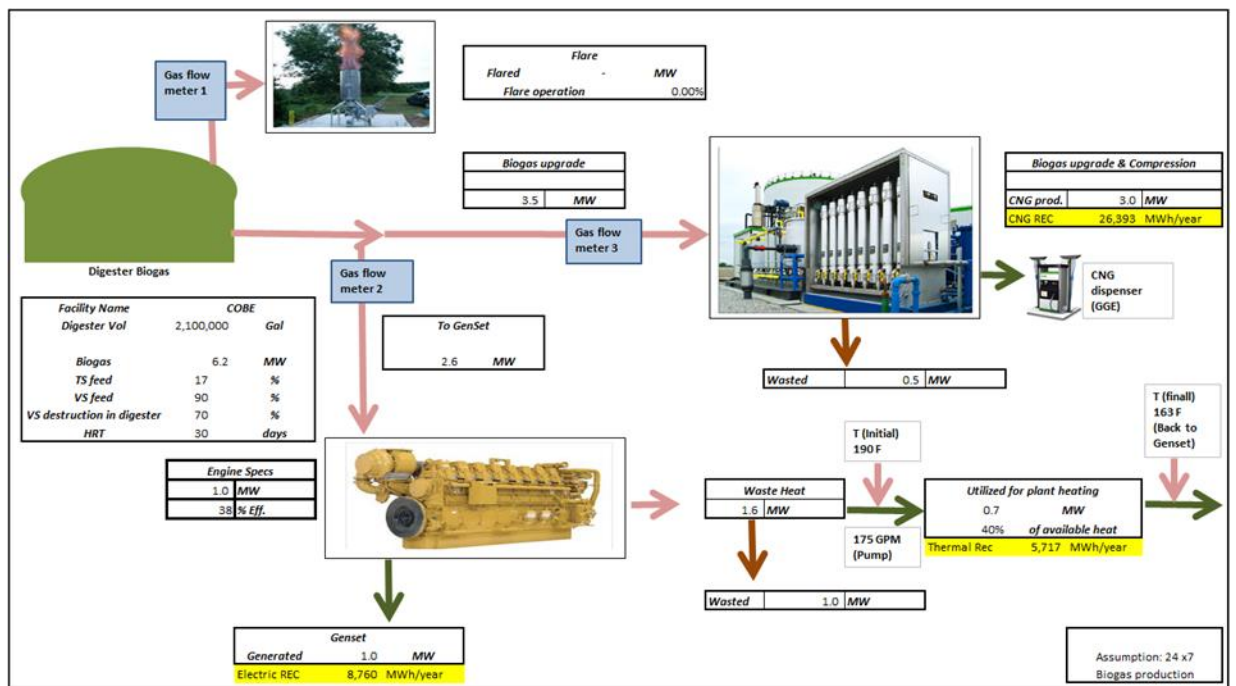 Gas flow
meter 1
Flare
Flared - MW
Flare operation 0.00%
Biogas upgrade
3.5 MW
Gas flow
meter 3
Biogas upgrade & Compression
CNG prod. 3.0 MW
CNG REC 26,393 MWh/year
Digester Biogas
Gas flow
meter 2
CNG
dispenser
(GGE)
Facility Name COBE
Digester Vol 2,100,000 Gal
Biogas 6.2 MW
TS feed 17 %
VS feed 90 %
VS destruction in digester 70 %
HRT 30 days
To GenSet
2.6 MW
Wasted 0.5 MW
T (Initial)
190 F
T (finall)
163 F
(Back to
Genset)
Engine Specs
1.0 MW
38 % Eff.
Waste Heat
1.6 MW
175 GPM
(Pump)
Utilized for plant heating
0.7 MW
40% of available heat
Thermal Rec 5,717 MWh/year
Wasted 1.0 MW
Genset
Generated 1.0 MW
Electric REC 8,760 MWh/year
Assumption: 24 x7
Biogas production